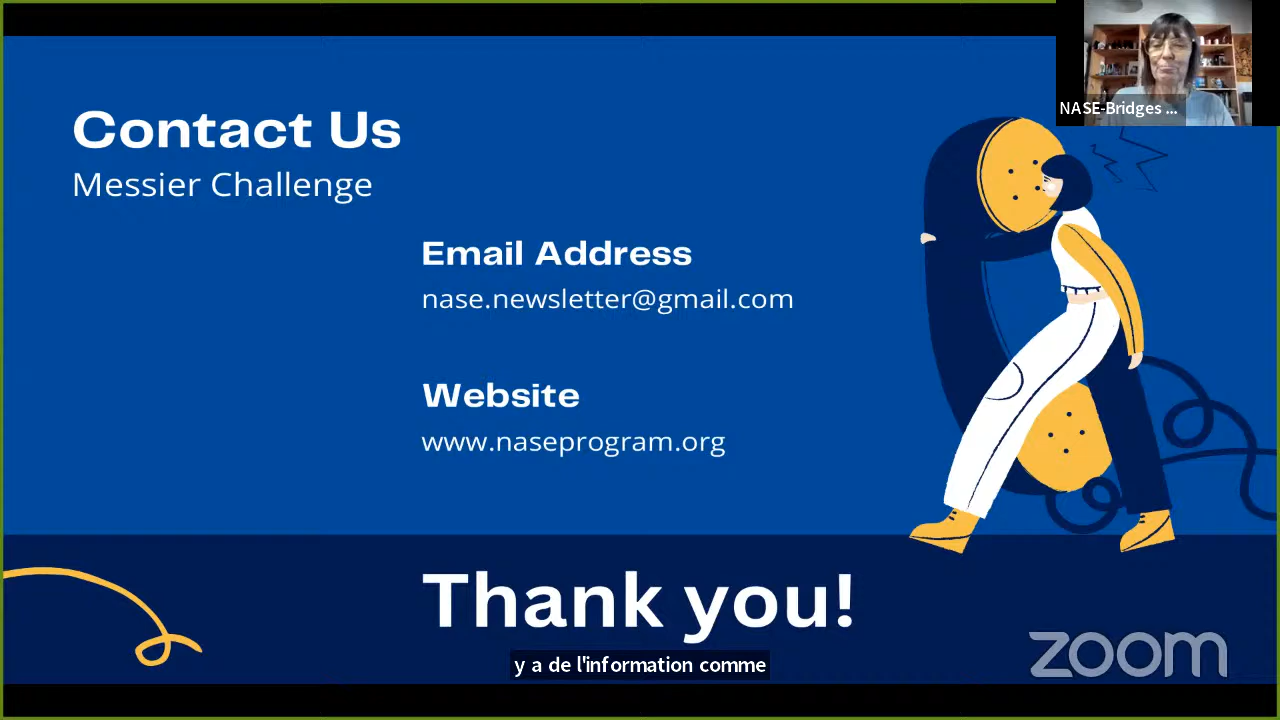 NASE-Bridges ...
Contact Us
Messier Challenge
Email Address
nase.newsletter@gmail.com
Website
www.naseprogram.org
Thank you!
y a de l'information comme
zoom